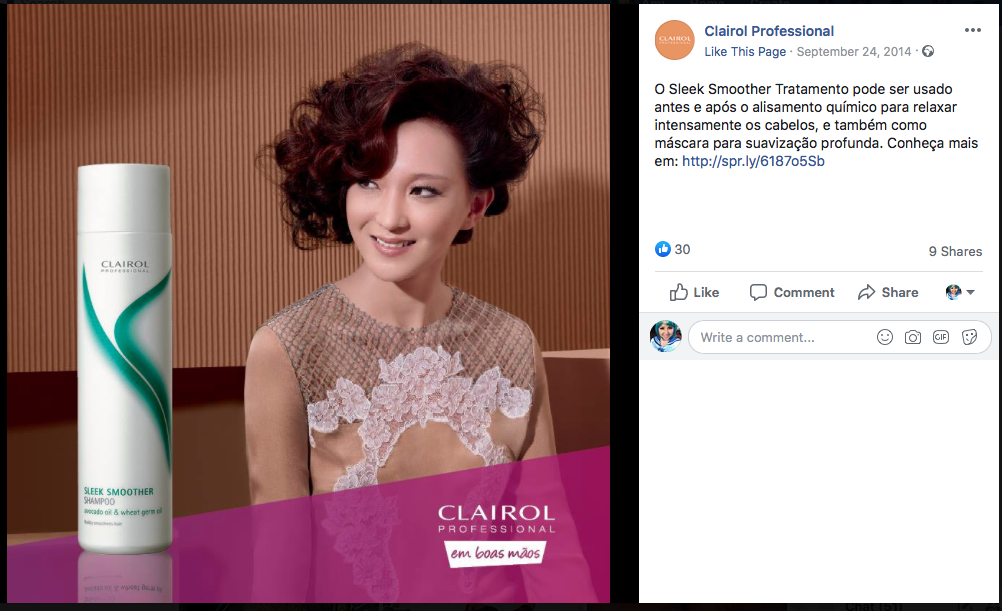 CLAIROL
PROFESSIONAL
SLEEK SMOOTHER
SHAMPOO
avocado oil & wheat germ oil
CLAIROL
PROFESSIONAL
em boas mãos
CLAIROL
PROFESSIONAL
Clairol Professional
Like This Page · September 24, 2014 ·
O Sleek Smoother Tratamento pode ser usado
antes e após o alisamento químico para relaxar
intensamente os cabelos, e também como
máscara para suavização profunda. Conheça mais
em: http://spr.ly/6187o5Sb
30
9 Shares
Like Comment Share
Write a comment...
GIF
Chat (51)